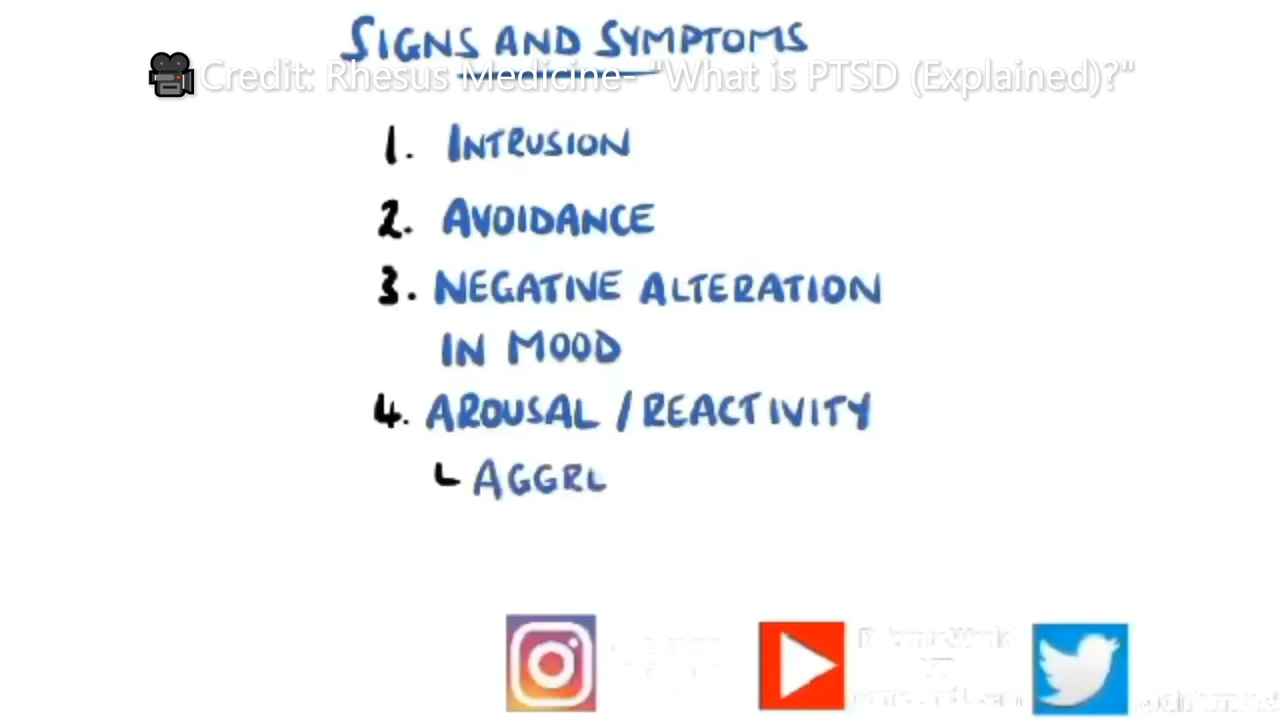 SIGNS AND SYMPTOMS
Credit: Rhesus Medicine- "What is PTSD (Explained)?"
1. INTRUSION
2. AVOIDANCE
3. NEGATIVE ALTERATION
IN MOOD
4. AROUSAL / REACTIVITY
AGGRL